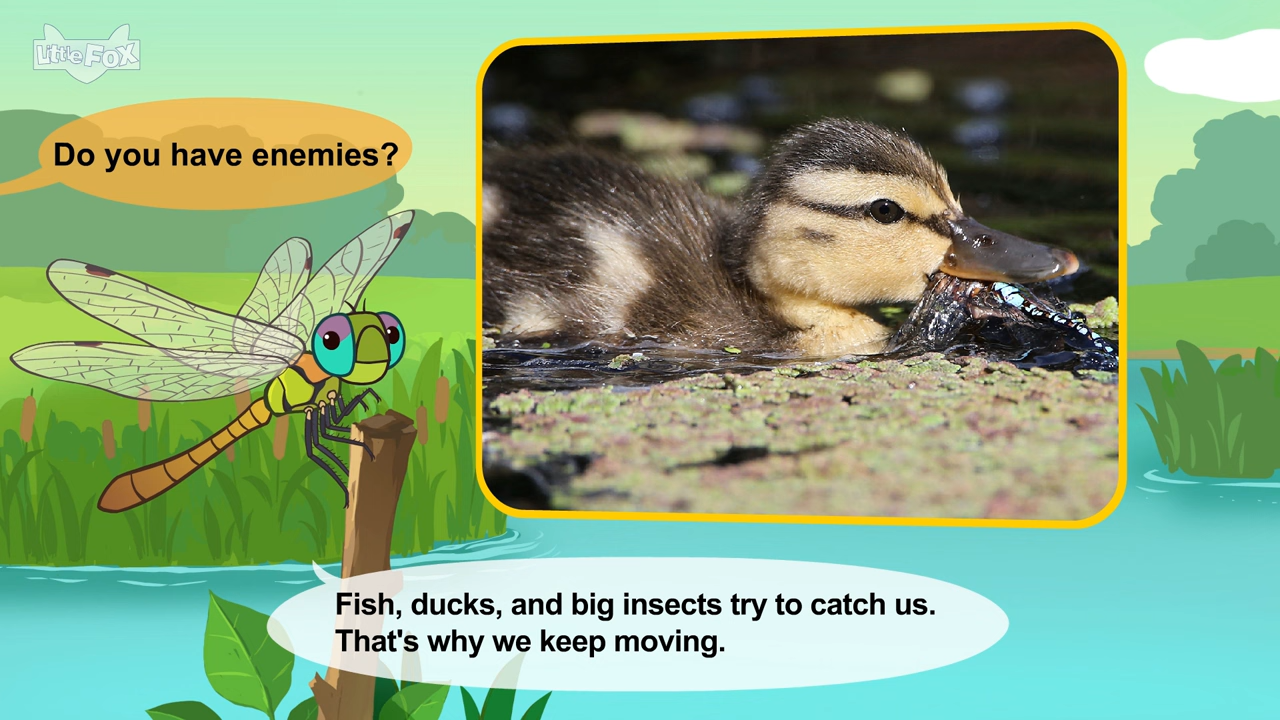 Little Fox
Do you have enemies?
Fish, ducks, and big insects try to catch us.
That's why we keep moving.